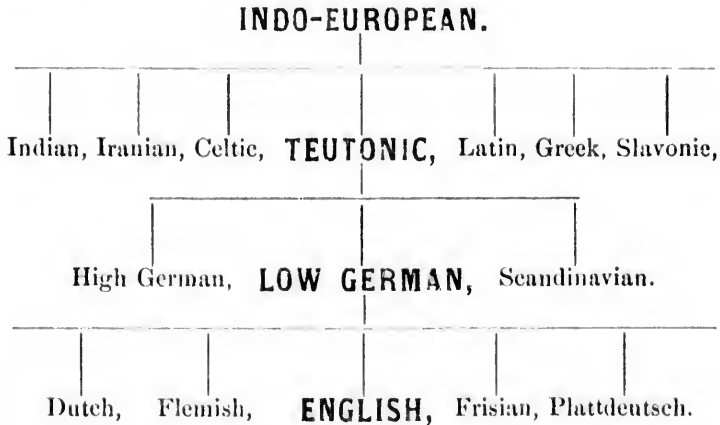 INDO-EUROPEAN.
Indian, Iranian, Celtic, TEUTONIC, Latin, Greek, Slavonic,
High German, LOW GERMAN, Scandinavian.
Dutch, Flemish, ENGLISH, Frisian, Plattdeutsch.